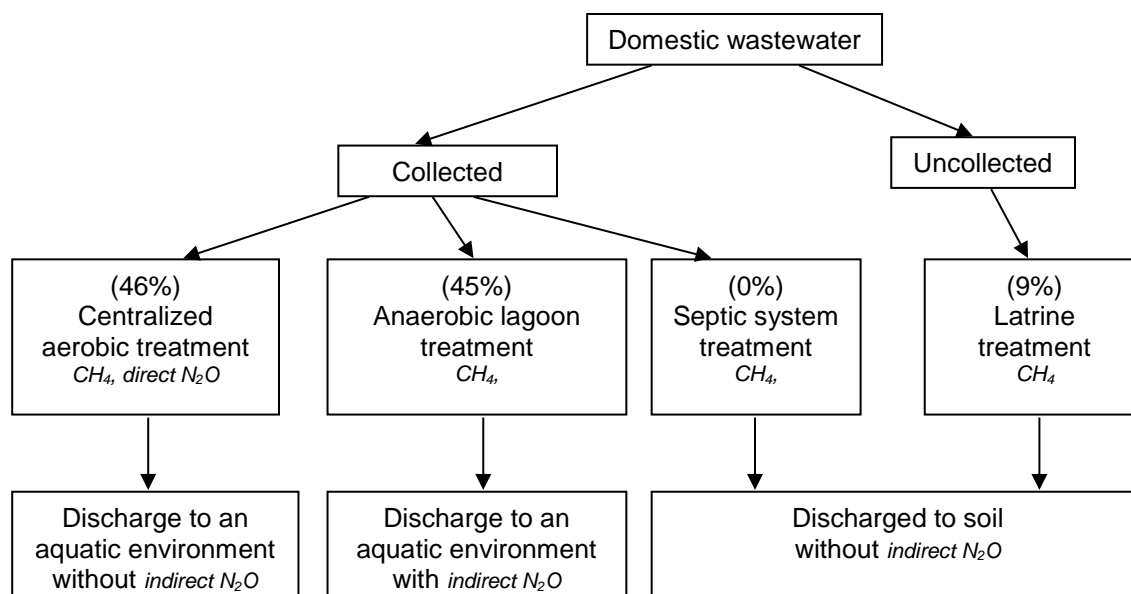 Domestic wastewater
Collected
Uncollected
(46%)
Centralized
aerobic treatment
CH₄, direct N₂O
(45%)
Anaerobic lagoon
treatment
CH₄,
(0%)
Septic system
treatment
CH₄,
(9%)
Latrine
treatment
CH₄
Discharge to an
aquatic environment
without indirect N₂O
Discharge to an
aquatic environment
with indirect N₂O
Discharged to soil
without indirect N₂O